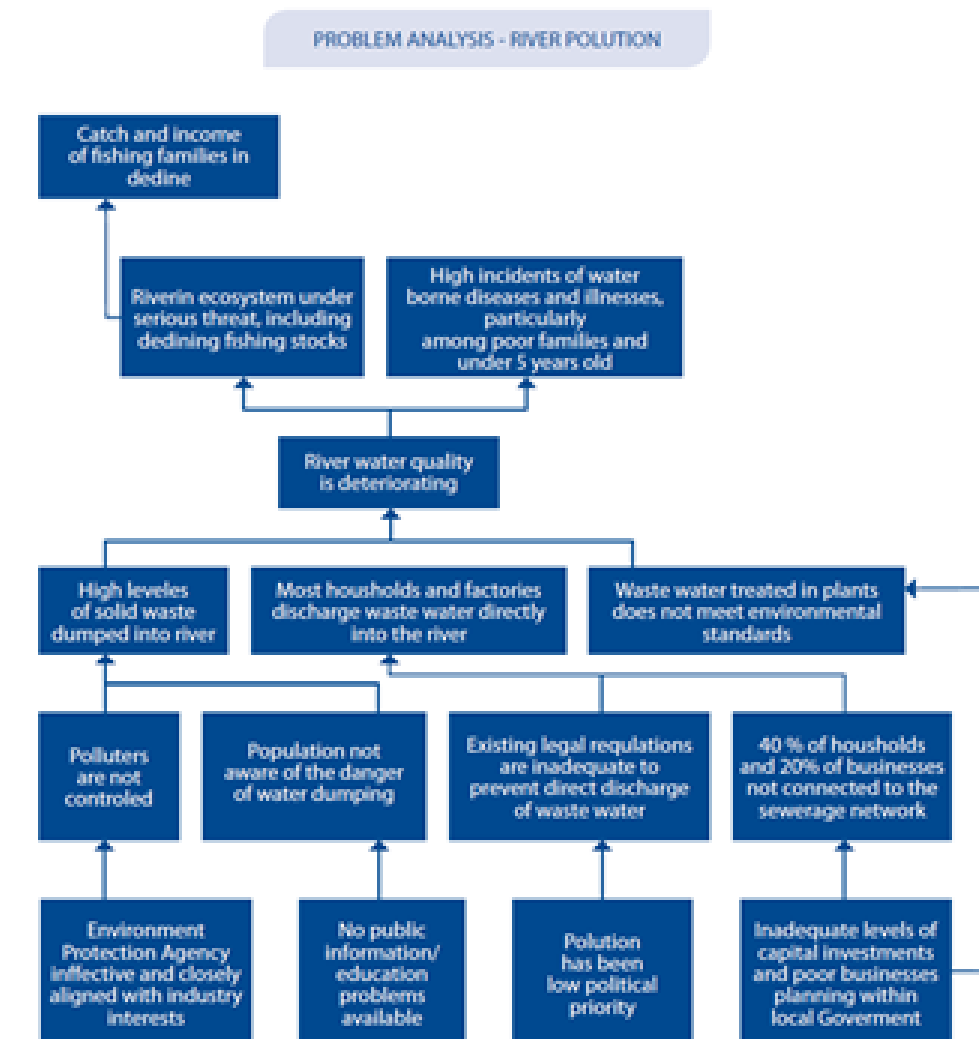 PROBLEM ANALYSIS - RIVER POLUTION
Catch and income
of fishing families in
dedine
Riverin ecosystem under
serious threat, including
dedining fishing stocks
High incidents of water
borne diseases and illnesses,
particularly
among poor families and
under 5 years old
River water quality
is deteriorating
High leveles
of solid waste
dumped into river
Most housholds and factories
discharge waste water directly
into the river
Waste water treated in plants
does not meet environmental
standards
Polluters
are not
controled
Population not
aware of the danger
of water dumping
Existing legal requlations
are inadequate to
prevent direct discharge
of waste water
40 % of housholds
and 20% of businesses
not connected to the
sewerage network
Environment
Protection Agency
inffective and closely
aligned with industry
interests
No public
information/
education
problems
available
Polution
has been
low political
priority
Inadequate levels of
capital investments
and poor businesses
planning within
local Goverment